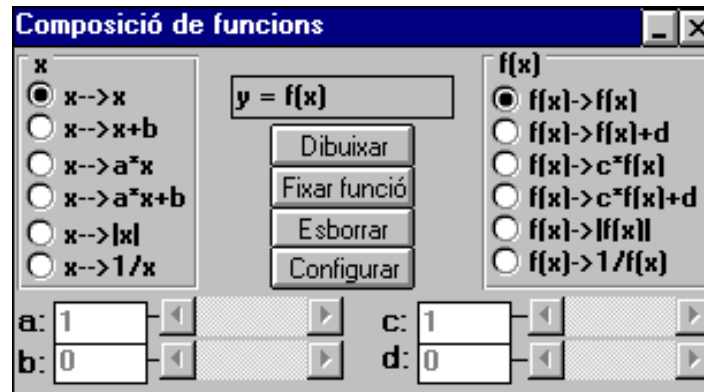 Composició de funcions
x
x-->x
x-->x+b
x-->a*x
x-->a*x+b
x-->|x|
x-->1/x
y = f(x)
Dibuixar
Fixar funció
Esborrar
Configurar
f(x)
f(x)->f(x)
f(x)->f(x)+d
f(x)->c*f(x)
f(x)->c*f(x)+d
f(x)->|f(x)|
f(x)->1/f(x)
a: 1
b: 0
c: 1
d: 0